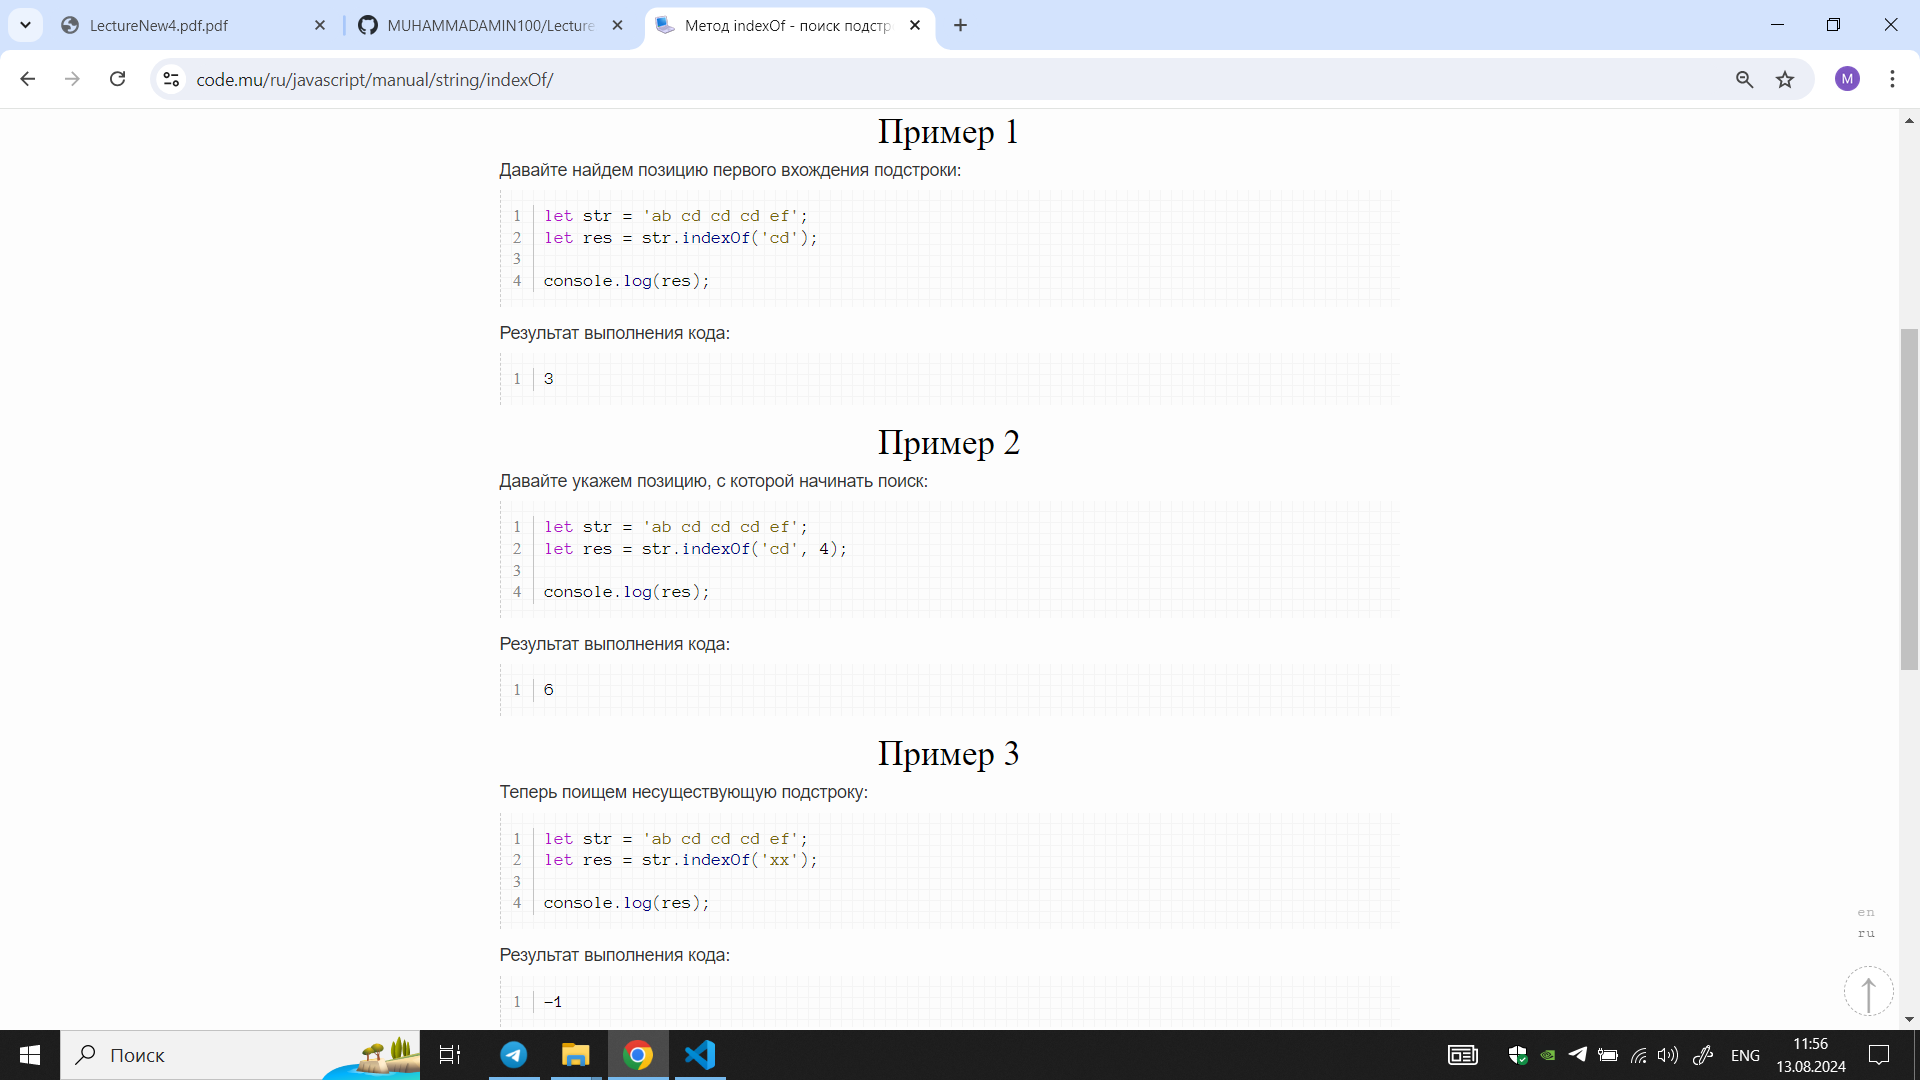 LectureNew4.pdf.pdf
MUHAMMADAMIN100/Lecture
Метод indexOf - поиск подстр
code.mu/ru/javascript/manual/string/indexOf/
M
Пример 1
Давайте найдем позицию первого вхождения подстроки:
1 let str = 'ab cd cd cd ef';
2 let res = str.indexOf('cd');
3
4 console.log(res);
Результат выполнения кода:
1 3
Пример 2
Давайте укажем позицию, с которой начинать поиск:
1 let str = 'ab cd cd cd ef';
2 let res = str.indexOf('cd', 4);
3
4 console.log(res);
Результат выполнения кода:
1 6
Пример 3
Теперь поищем несуществующую подстроку:
1 let str = 'ab cd cd cd ef';
2 let res = str.indexOf('xx');
3
4 console.log(res);
en
ru
Результат выполнения кода:
1 -1
Поиск
ENG
11:56
13.08.2024